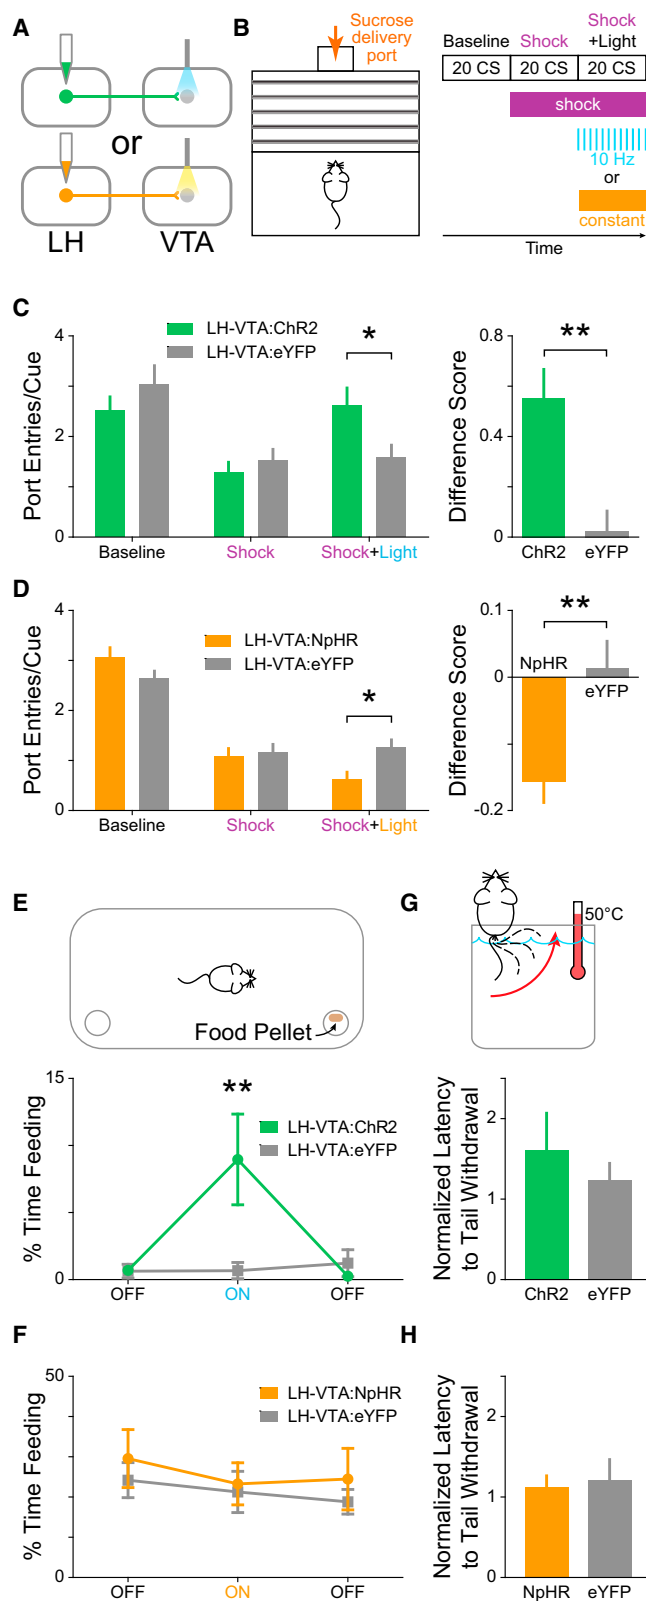 A
or
LH
VTA
B
Sucrose
delivery
port
Baseline
Shock
Shock
+Light
20 CS
20 CS
20 CS
shock
10 Hz
or
constant
Time
C
LH-VTA:ChR2
LH-VTA:eYFP
Port Entries/Cue
4
2
0
*
Baseline
Shock
Shock+Light
Difference Score
0.8
0.4
0
**
ChR2
eYFP
D
LH-VTA:NpHR
LH-VTA:eYFP
Port Entries/Cue
4
2
0
*
Baseline
Shock
Shock+Light
Difference Score
0.1
0
-0.2
**
NpHR
eYFP
E
Food Pellet
% Time Feeding
15
0
**
LH-VTA:ChR2
LH-VTA:eYFP
OFF
ON
OFF
G
50°C
Normalized Latency
to Tail Withdrawal
2
1
0
ChR2
eYFP
F
% Time Feeding
50
0
LH-VTA:NpHR
LH-VTA:eYFP
OFF
ON
OFF
H
Normalized Latency
to Tail Withdrawal
2
1
0
NpHR
eYFP